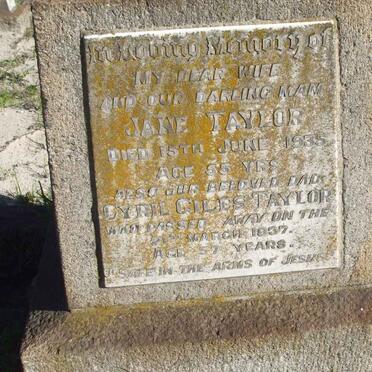 In Loving Memory of
MY DEAR WIFE
AND OUR DARLING MAM
JANE TAYLOR
DIED 15TH JUNE 1935
AGE 55 YRS
ALSO OUR BELOVED DAD
CYRIL GILES TAYLOR
WHO PASSED AWAY ON THE
MARCH 1957.
AGE YEARS.
SAFE IN THE ARMS OF JESUS